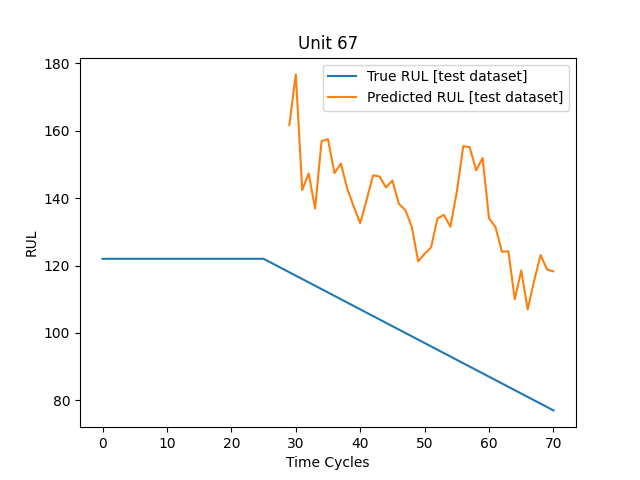 Unit 67
True RUL [test dataset]
Predicted RUL [test dataset]
RUL
180
160
140
120
100
80
0 10 20 30 40 50 60 70
Time Cycles